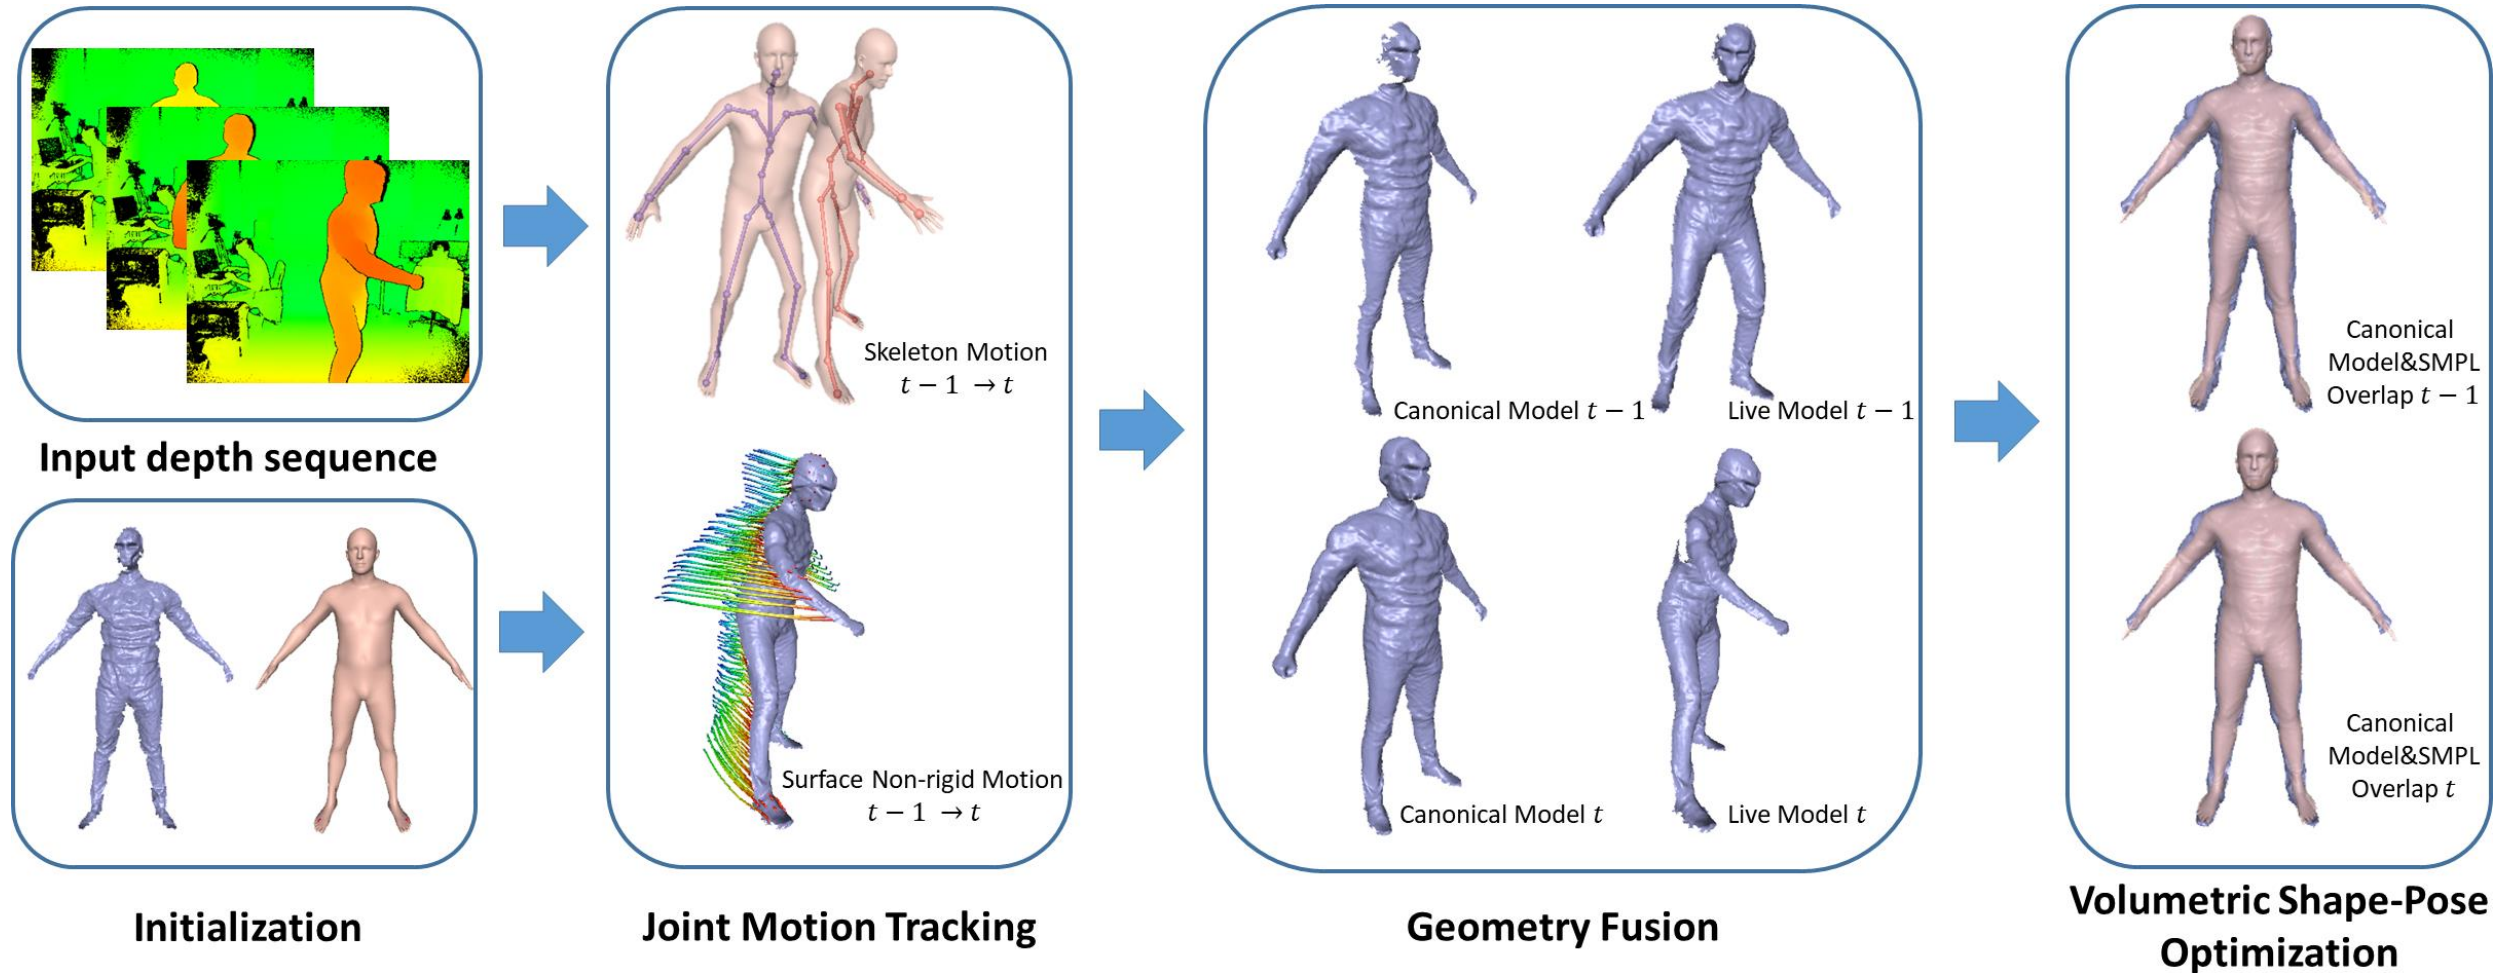 Input depth sequence
Initialization
Skeleton Motion
t − 1 → t
Surface Non-rigid Motion
t − 1 → t
Joint Motion Tracking
Canonical Model t − 1
Live Model t − 1
Canonical Model t
Live Model t
Geometry Fusion
Canonical
Model&SMPL
Overlap t − 1
Canonical
Model&SMPL
Overlap t
Volumetric Shape-Pose
Optimization